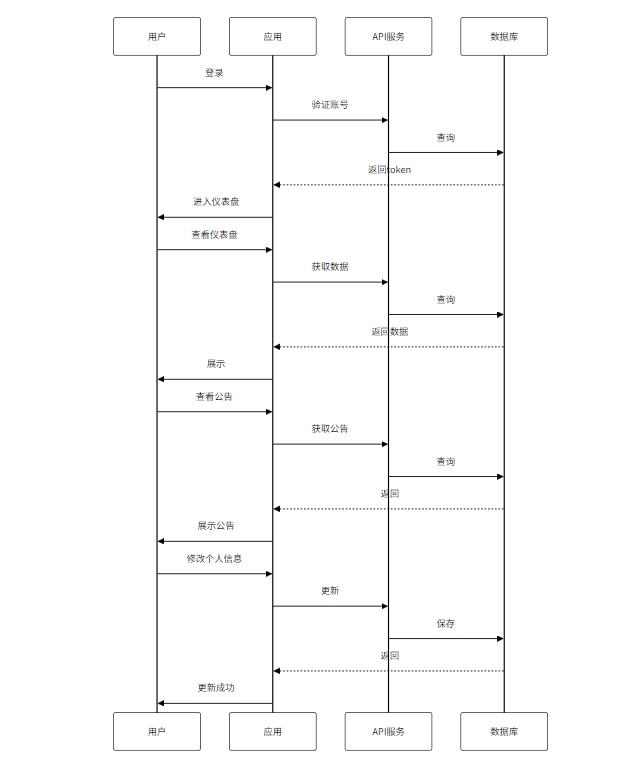 用户
应用
API服务
数据库
登录
验证账号
查询
返回token
进入仪表盘
查看仪表盘
获取数据
查询
返回数据
展示
查看公告
获取公告
查询
返回
展示公告
修改个人信息
更新
保存
返回
更新成功
用户
应用
API服务
数据库